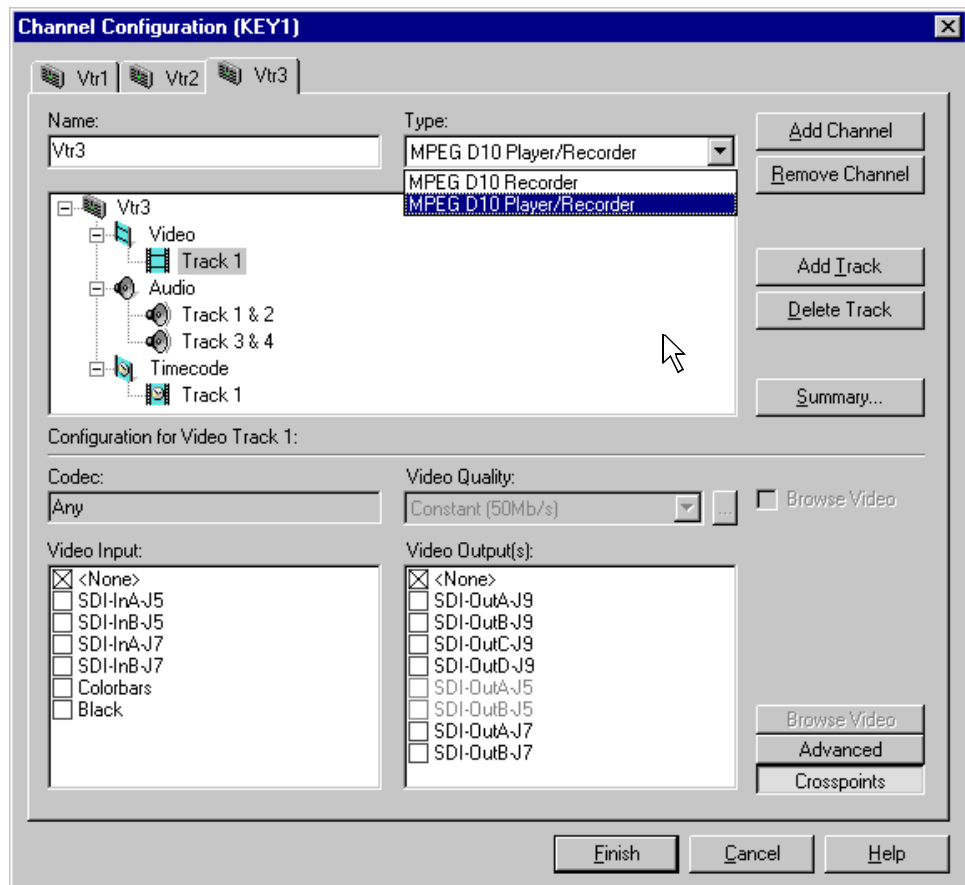 Channel Configuration (KEY1)
Vtr1 Vtr2 Vtr3
Name:
Vtr3
Type:
MPEG D10 Player/Recorder
MPEG D10 Recorder
MPEG D10 Player/Recorder
Add Channel
Remove Channel
Vtr3
Video
Track 1
Audio
Track 1 & 2
Track 3 & 4
Timecode
Track 1
Add Track
Delete Track
Summary...
Configuration for Video Track 1:
Codec:
Any
Video Quality:
Constant (50Mb/s)
...
Browse Video
Video Input:
<None>
SDI-InA-J5
SDI-InB-J5
SDI-InA-J7
SDI-InB-J7
Colorbars
Black
Video Output(s):
<None>
SDI-OutA-J9
SDI-OutB-J9
SDI-OutC-J9
SDI-OutD-J9
SDI-OutA-J5
SDI-OutB-J5
SDI-OutA-J7
SDI-OutB-J7
Browse Video
Advanced
Crosspoints
Finish
Cancel
Help